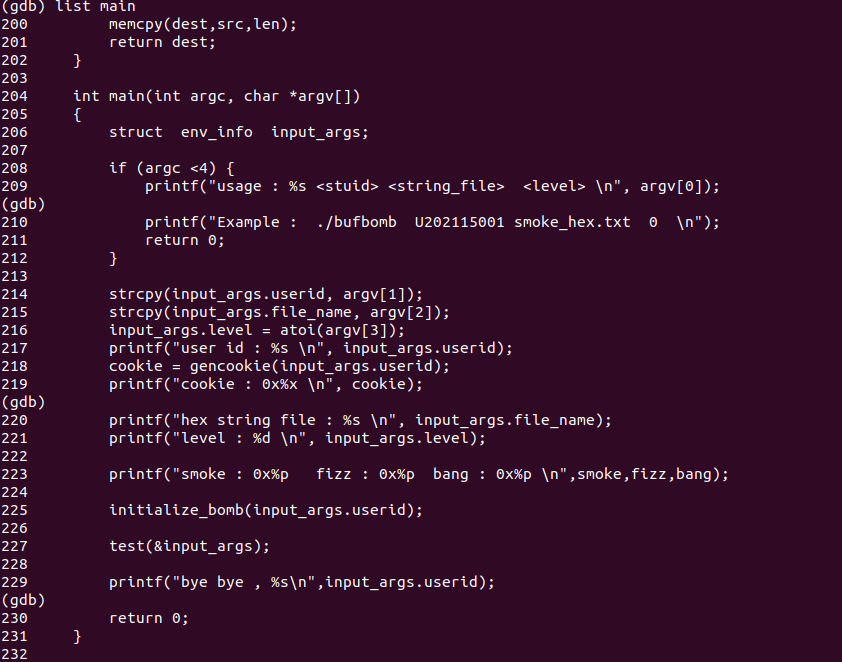 (gdb) list main
200         memcpy(dest,src,len);
201         return dest;
202     }
203
204     int main(int argc, char *argv[])
205     {
206         struct  env_info  input_args;
207
208         if (argc <4) {
209             printf("usage : %s <stuid> <string_file>  <level> \n", argv[0]);
(gdb)
210             printf("Example :  ./bufbomb  U202115001 smoke_hex.txt  0  \n");
211             return 0;
212         }
213
214         strcpy(input_args.userid, argv[1]);
215         strcpy(input_args.file_name, argv[2]);
216         input_args.level = atoi(argv[3]);
217         printf("user id : %s \n", input_args.userid);
218         cookie = gencookie(input_args.userid);
219         printf("cookie : 0x%x \n", cookie);
(gdb)
220         printf("hex string file : %s \n", input_args.file_name);
221         printf("level : %d \n", input_args.level);
222
223         printf("smoke : 0x%p   fizz : 0x%p  bang : 0x%p \n",smoke,fizz,bang);
224
225         initialize_bomb(input_args.userid);
226
227         test(&input_args);
228
229         printf("bye bye , %s\n",input_args.userid);
(gdb)
230         return 0;
231     }
232